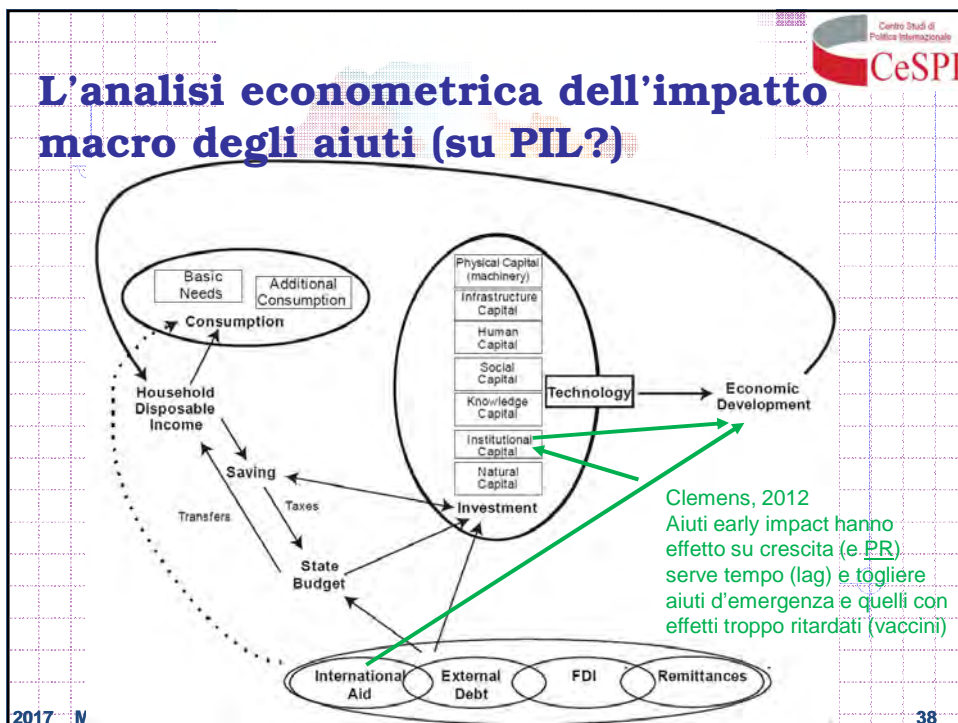 Centro Studi di
Politica Internazionale
CeSPI
L'analisi econometrica dell'impatto
macro degli aiuti (su PIL?)
Basic
Needs
Additional
Consumption
Consumption
Physical Capital
(machinery)
Infrastructure
Capital
Human
Capital
Social
Capital
Knowledge
Capital
Institutional
Capital
Natural
Capital
Investment
Technology
Economic
Development
Household
Disposable
Income
Saving
Taxes
Transfers
State
Budget
Clemens, 2012
Aiuti early impact hanno
effetto su crescita (e PR)
serve tempo (lag) e togliere
aiuti d'emergenza e quelli con
effetti troppo ritardati (vaccini)
International
Aid
External
Debt
FDI
Remittances
2017
38